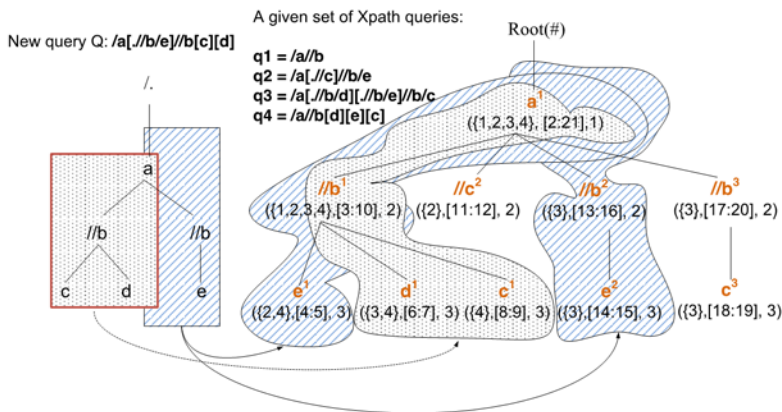 A given set of Xpath queries:
New query Q: /a[.//b/e]//b[c][d]
Root(#)
q1 = /a//b
q2 = /a[.//c]//b/e
q3 = /a[.//b/d][.//b/e]//b/c
q4 = /a//b[d][e][c]
/.
a¹
({1,2,3,4}, [2:21],1)
a
//b¹ //c² //b² //b³
({1,2,3,4},[3:10], 2) ({2},[11:12], 2) ({3},[13:16], 2) ({3},[17:20], 2)
//b //b
c d e
e¹ d¹ c¹ e² c³
({2,4},[4:5], 3) ({3,4},[6:7], 3) ({4},[8:9], 3) ({3},[14:15], 3) ({3},[18:19], 3)